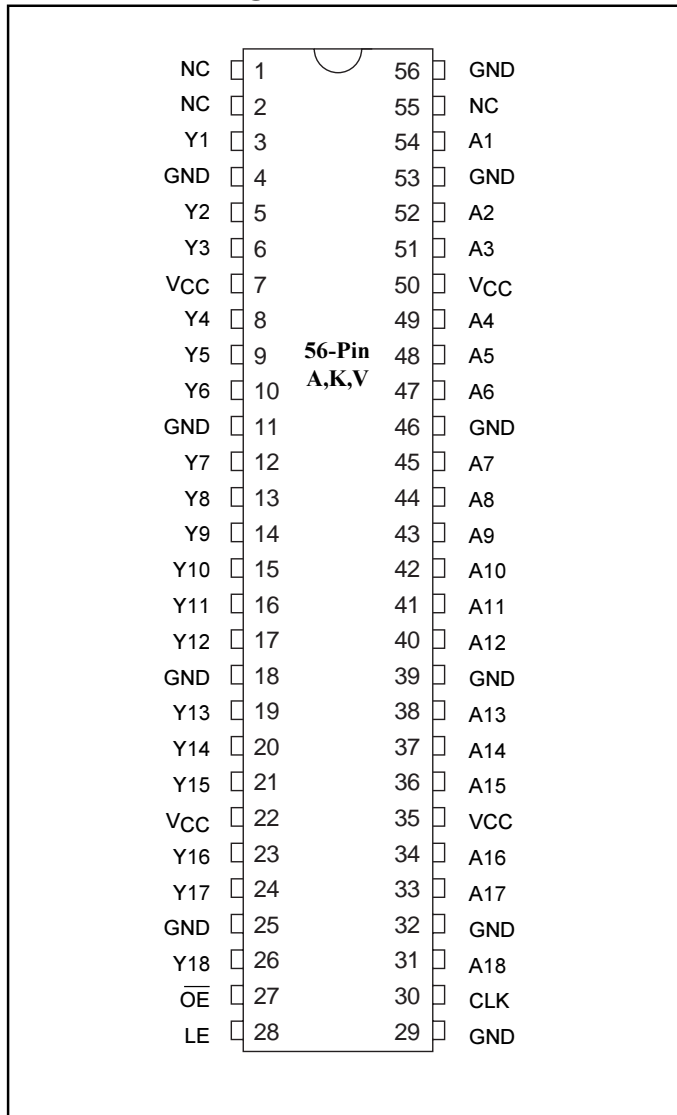 NC 1 56 GND
NC 2 55 NC
Y1 3 54 A1
GND 4 53 GND
Y2 5 52 A2
Y3 6 51 A3
VCC 7 50 VCC
Y4 8 49 A4
Y5 9 56-Pin 48 A5
A,K,V
Y6 10 47 A6
GND 11 46 GND
Y7 12 45 A7
Y8 13 44 A8
Y9 14 43 A9
Y10 15 42 A10
Y11 16 41 A11
Y12 17 40 A12
GND 18 39 GND
Y13 19 38 A13
Y14 20 37 A14
Y15 21 36 A15
VCC 22 35 VCC
Y16 23 34 A16
Y17 24 33 A17
GND 25 32 GND
Y18 26 31 A18
O̅E̅ 27 30 CLK
LE 28 29 GND